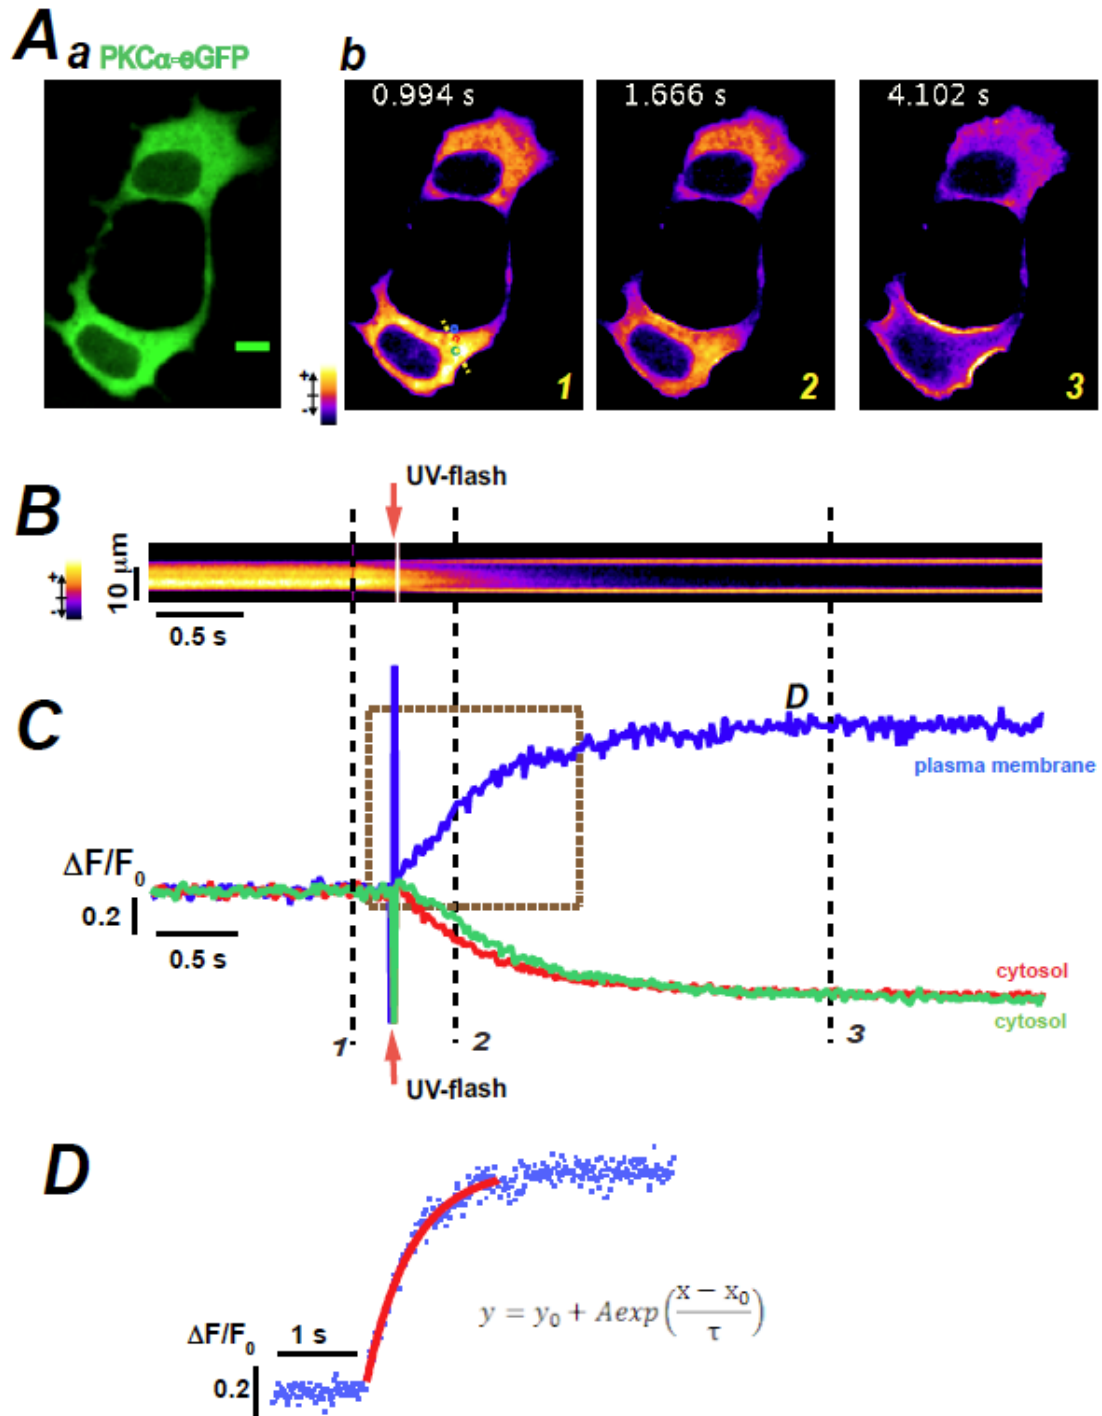 A
a PKCα-eGFP
b
0.994 s
1.666 s
4.102 s
+
-
1
2
3
UV-flash
B
+
-
10 µm
0.5 s
C
D
plasma membrane
ΔF/F0
0.2
0.5 s
cytosol
cytosol
1
2
3
UV-flash
D
y = y0 + Aexp((x − x0)/τ)
ΔF/F0
1 s
0.2